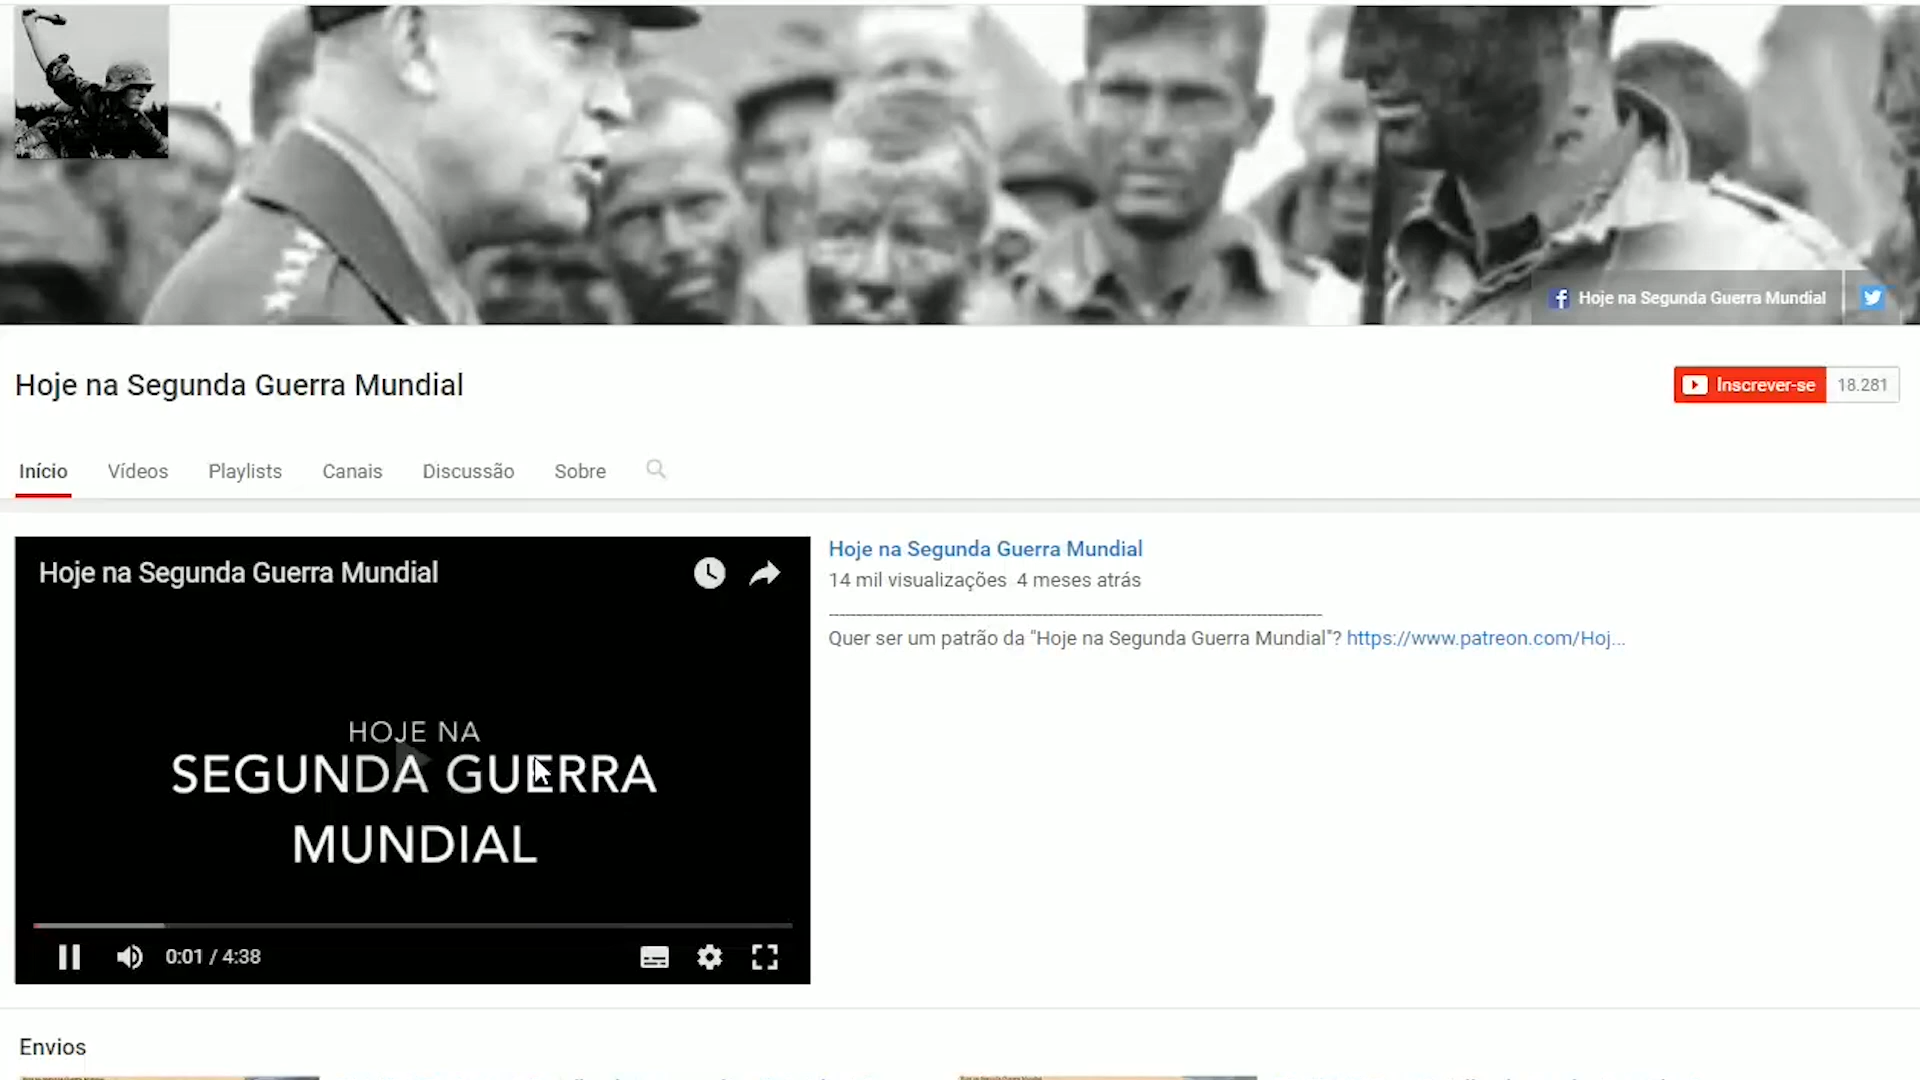 Hoje na Segunda Guerra Mundial
Hoje na Segunda Guerra Mundial
Inscrever-se 18.281
Início Vídeos Playlists Canais Discussão Sobre
Hoje na Segunda Guerra Mundial
Hoje na Segunda Guerra Mundial
14 mil visualizações 4 meses atrás
Quer ser um patrão da "Hoje na Segunda Guerra Mundial"? https://www.patreon.com/Hoj...
HOJE NA
SEGUNDA GUERRA
MUNDIAL
0:01 / 4:38
Envios